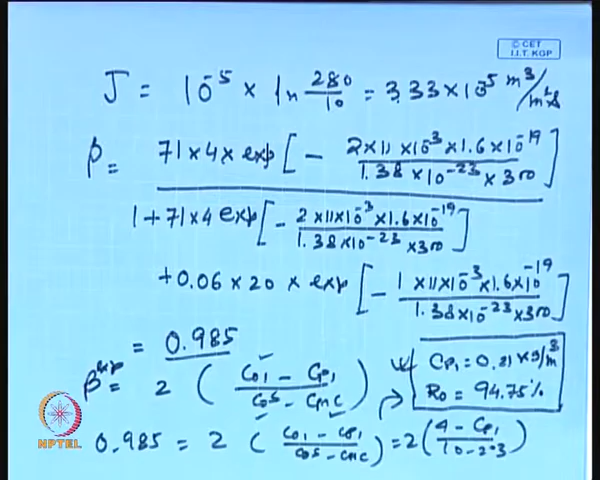 © CET
I.I.T. KGP
J = 10^-5 × ln 280/10 = 3.33 × 10^-5 m^3/m^2 s
β = 71 × 4 × exp [ - 2 × 11 × 10^-3 × 1.6 × 10^-19 / 1.38 × 10^-23 × 300 ]
1 + 71 × 4 exp [ - 2 × 11 × 10^-3 × 1.6 × 10^-19 / 1.38 × 10^-23 × 300 ]
+ 0.06 × 20 × exp [ - 1 × 11 × 10^-3 × 1.6 × 10^-19 / 1.38 × 10^-23 × 300 ]
= 0.985
β^exp = 2 ( C01 - Cp1 / C0S - CmC )
Cp1 = 0.21 kg/m^3
R0 = 94.75%
0.985 = 2 ( C01 - Cp1 / C0S - CmC ) = 2 ( 4 - Cp1 / 10 - 2.3 )
NPTEL